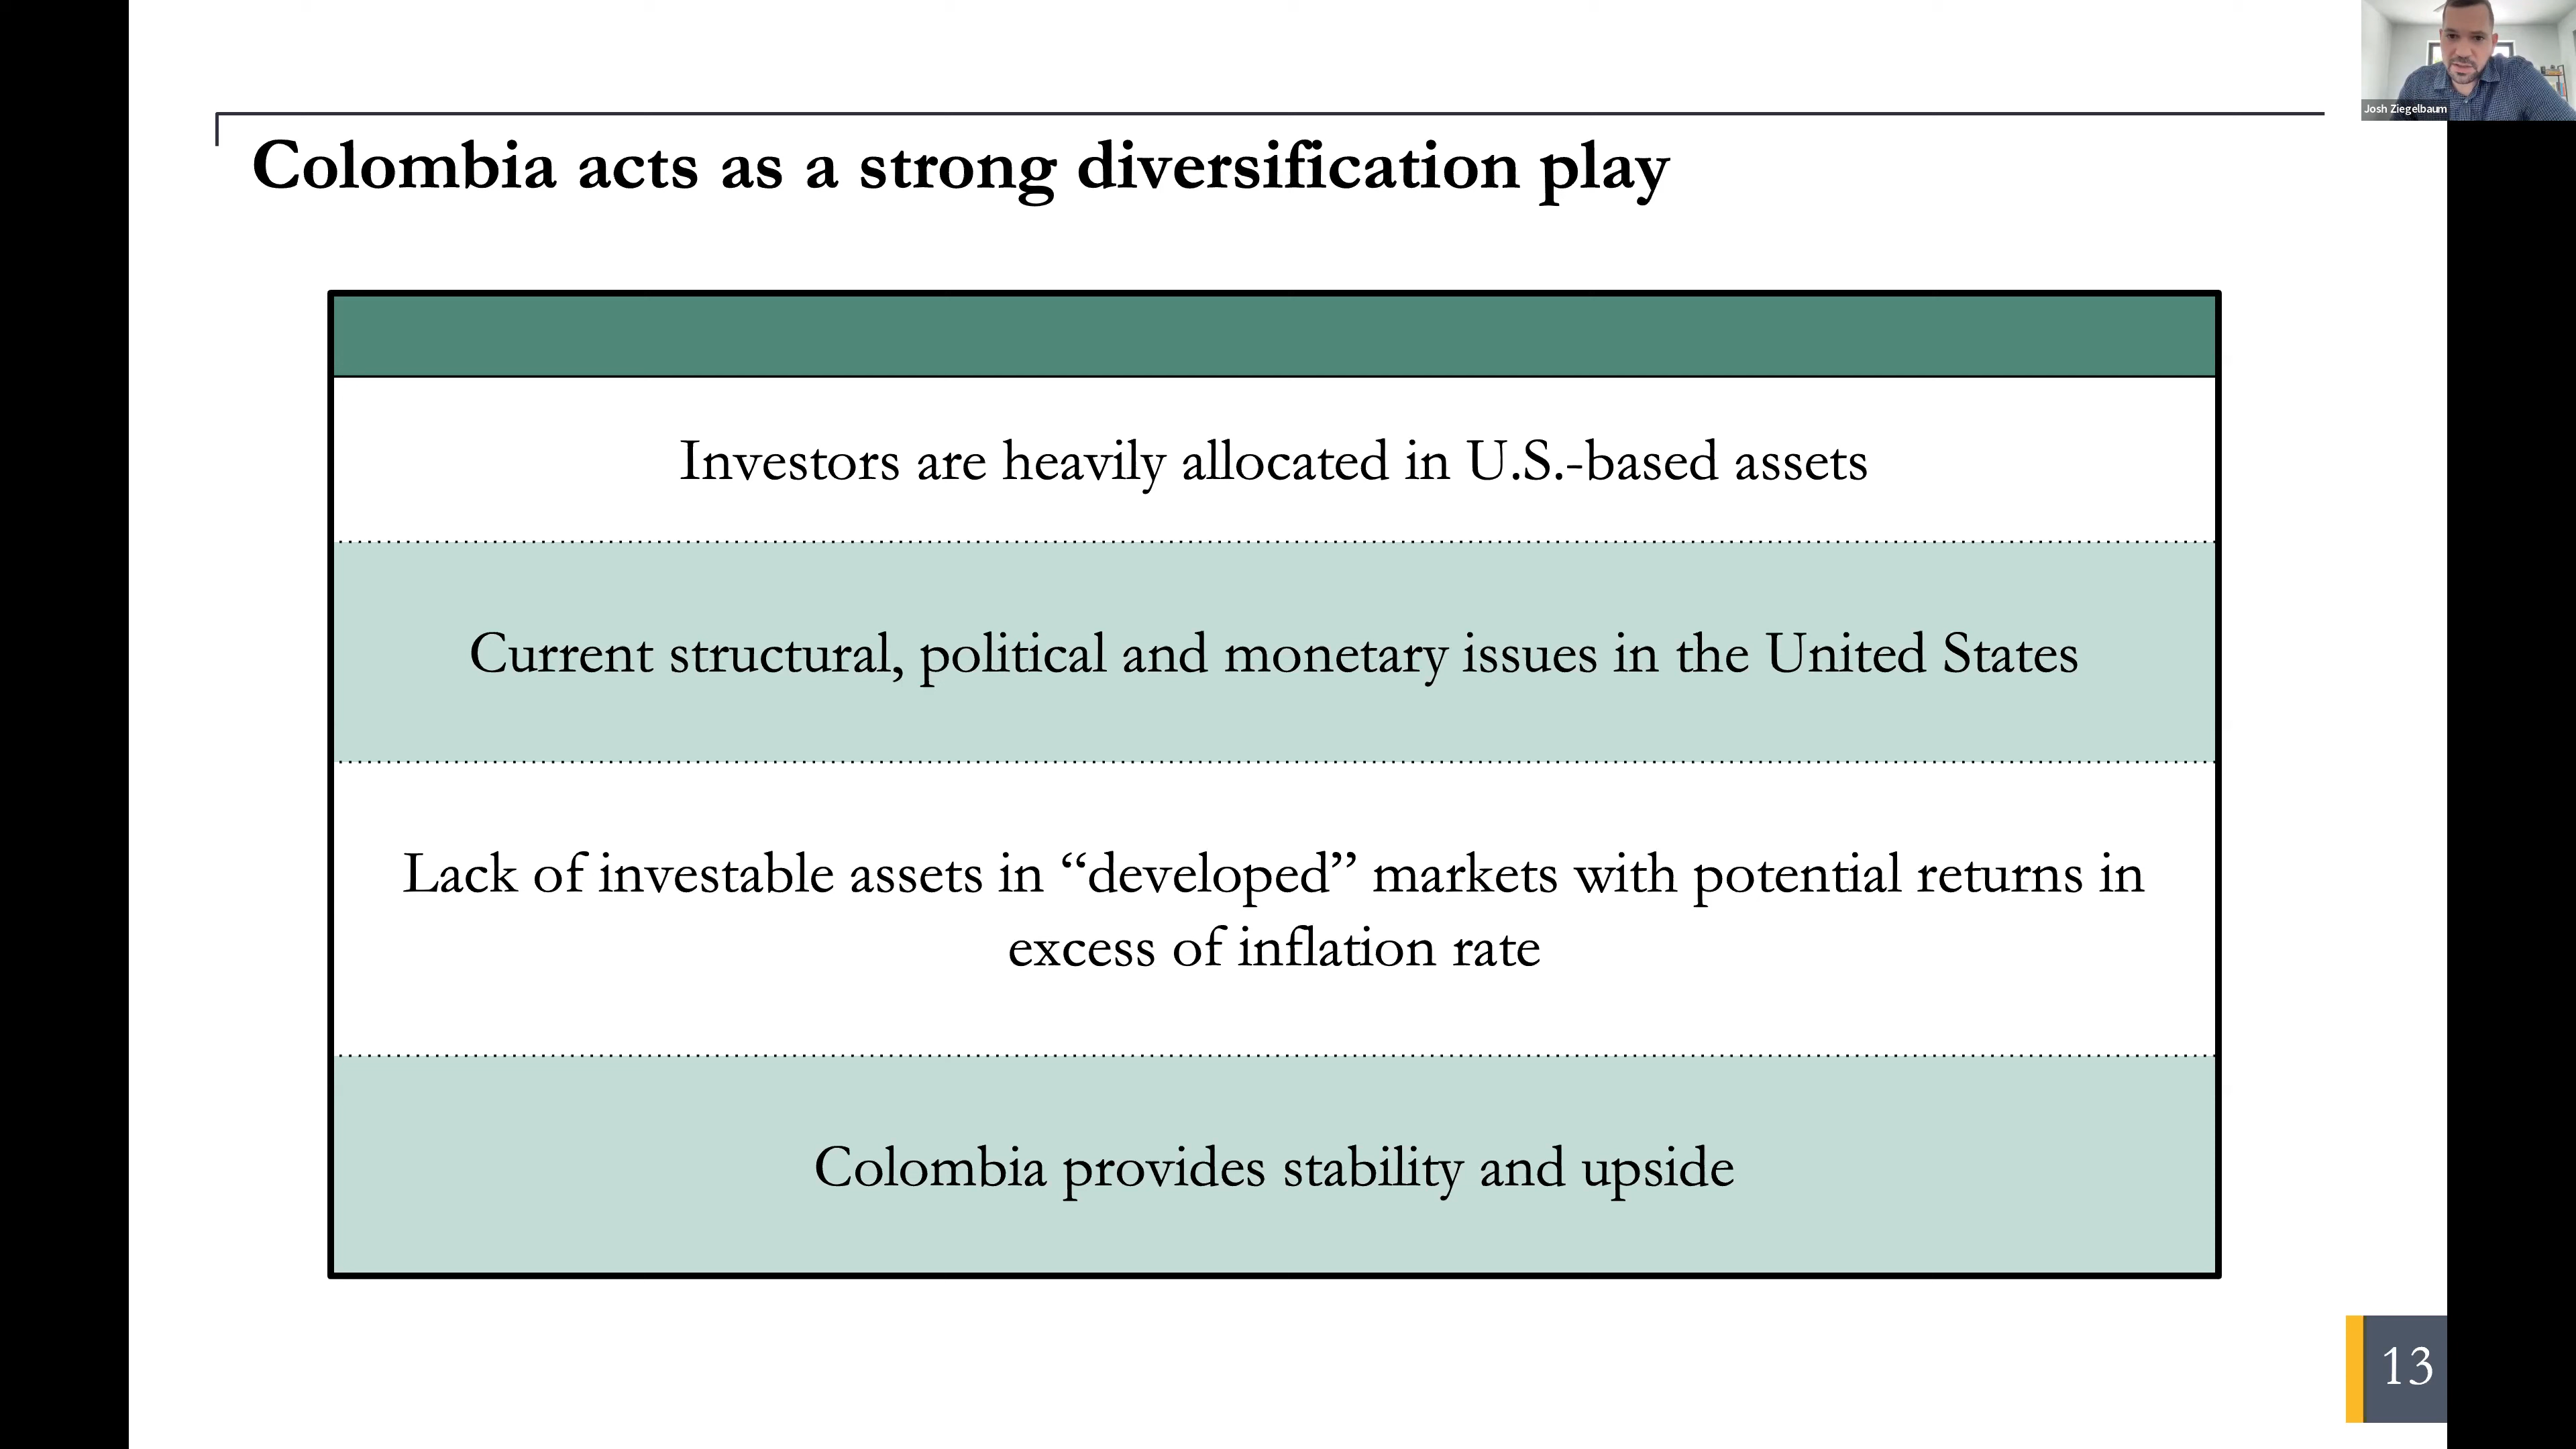 Josh Ziegelbaum
Colombia acts as a strong diversification play
Investors are heavily allocated in U.S.-based assets
Current structural, political and monetary issues in the United States
Lack of investable assets in “developed” markets with potential returns in
excess of inflation rate
Colombia provides stability and upside
13